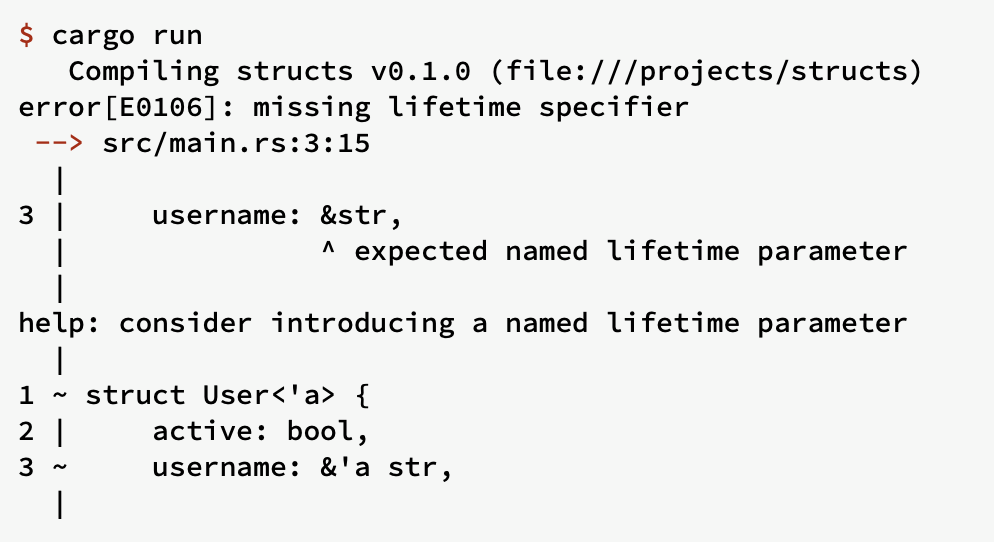 $ cargo run
   Compiling structs v0.1.0 (file:///projects/structs)
error[E0106]: missing lifetime specifier
 --> src/main.rs:3:15
  |
3 |     username: &str,
  |               ^ expected named lifetime parameter
  |
help: consider introducing a named lifetime parameter
  |
1 ~ struct User<'a> {
2 |     active: bool,
3 ~     username: &'a str,
  |